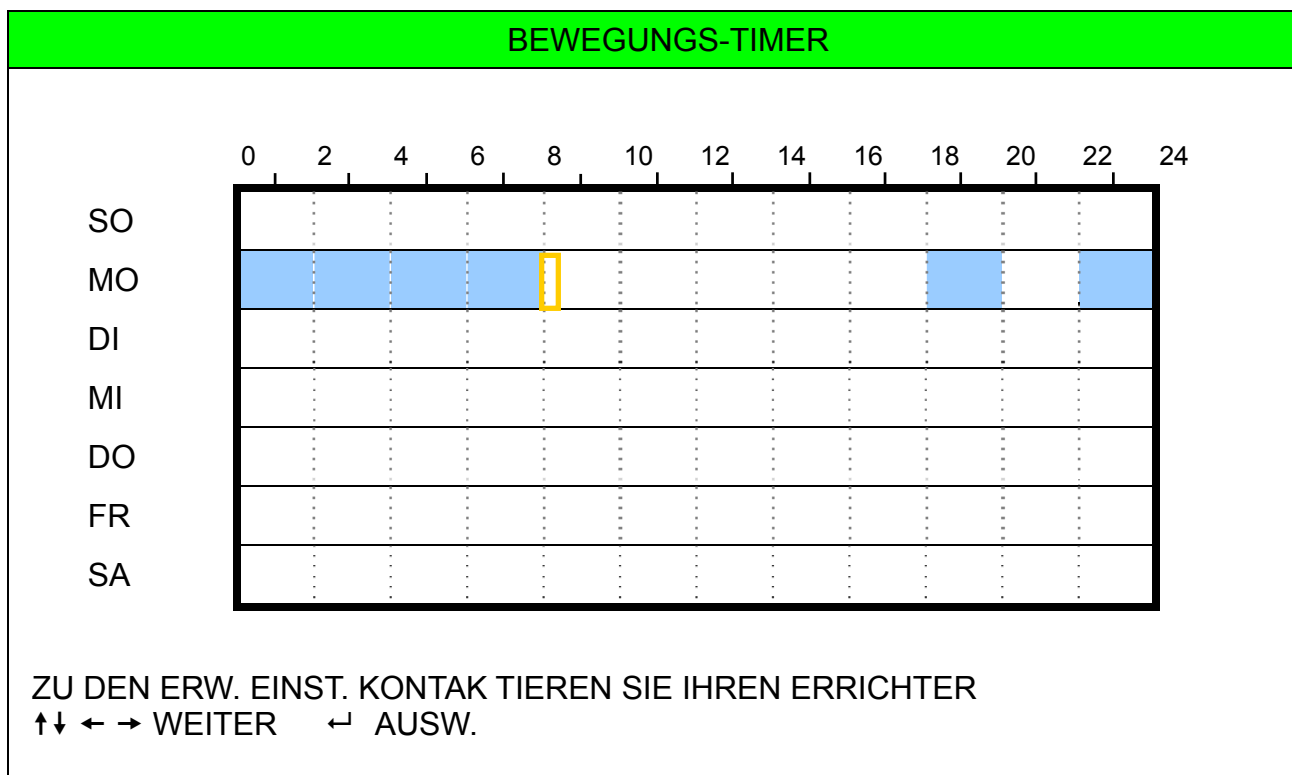 BEWEGUNGS-TIMER
0 2 4 6 8 10 12 14 16 18 20 22 24
SO
MO
DI
MI
DO
FR
SA
ZU DEN ERW. EINST. KONTAK TIEREN SIE IHREN ERRICHTER
↑↓ ← → WEITER ↵ AUSW.